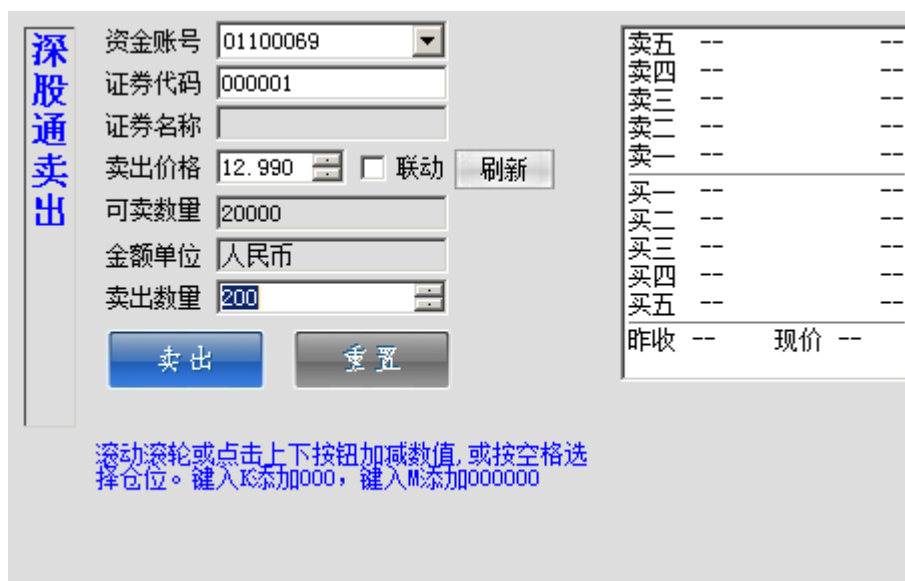 深股通卖出
资金账号 01100069
证券代码 000001
证券名称
卖出价格 12.990 联动 刷新
可卖数量 20000
金额单位 人民币
卖出数量 200
卖出 重置
滚动滚轮或点击上下按钮加减数值,或按空格选
择仓位。键入K添加000，键入M添加000000
卖五 -- --
卖四 -- --
卖三 -- --
卖二 -- --
卖一 -- --
买一 -- --
买二 -- --
买三 -- --
买四 -- --
买五 -- --
昨收 -- 现价 --